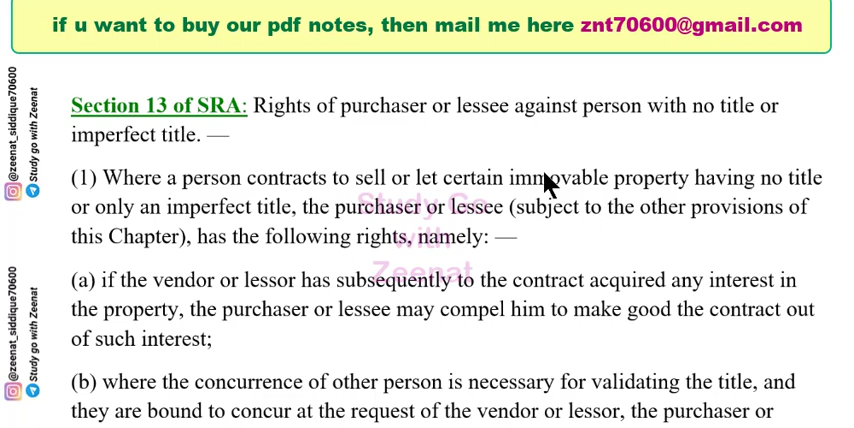 if u want to buy our pdf notes, then mail me here znt70600@gmail.com
Section 13 of SRA: Rights of purchaser or lessee against person with no title or
imperfect title. —
(1) Where a person contracts to sell or let certain immovable property having no title
or only an imperfect title, the purchaser or lessee (subject to the other provisions of
this Chapter), has the following rights, namely: —
(a) if the vendor or lessor has subsequently to the contract acquired any interest in
the property, the purchaser or lessee may compel him to make good the contract out
of such interest;
(b) where the concurrence of other person is necessary for validating the title, and
they are bound to concur at the request of the vendor or lessor, the purchaser or
@zeenat_siddique70600
Study go with Zeenat
@zeenat_siddique70600
Study go with Zeenat
Study Go
with
Zeenat